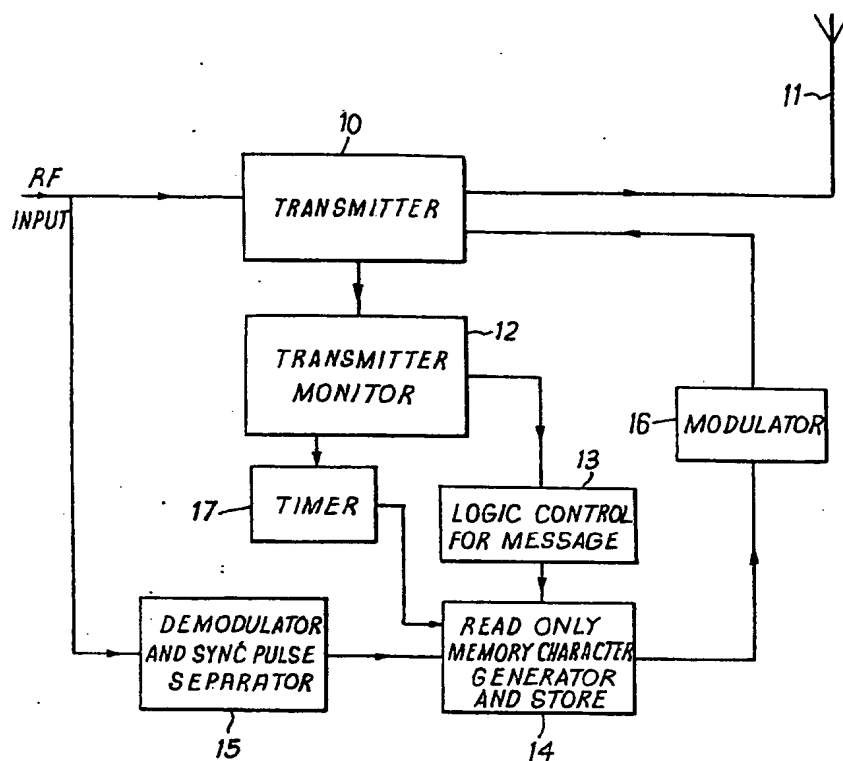 10
11
RF
INPUT
TRANSMITTER
12
TRANSMITTER
MONITOR
16
MODULATOR
13
17
TIMER
LOGIC CONTROL
FOR MESSAGE
DEMODULATOR
AND SYNC PULSE
SEPARATOR
READ ONLY
MEMORY CHARACTER
GENERATOR
AND STORE
15
14